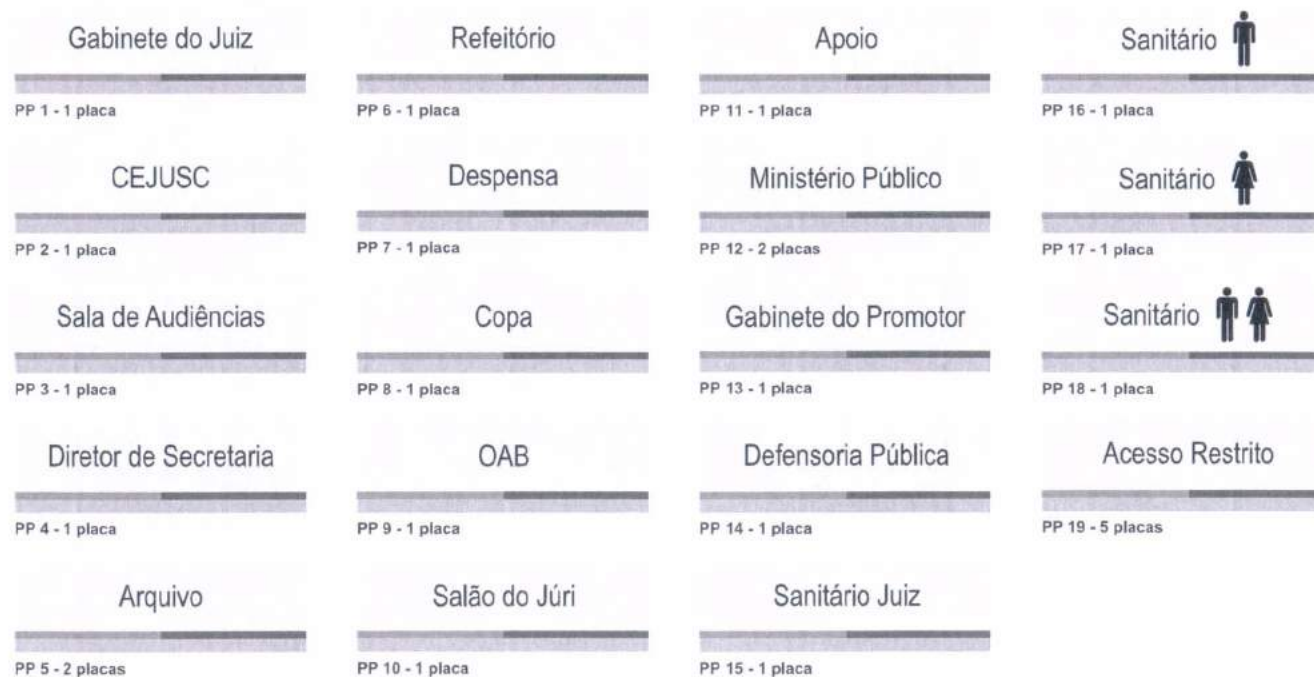 Gabinete do Juiz
PP 1 - 1 placa
CEJUSC
PP 2 - 1 placa
Sala de Audiências
PP 3 - 1 placa
Diretor de Secretaria
PP 4 - 1 placa
Arquivo
PP 5 - 2 placas
Refeitório
PP 6 - 1 placa
Despensa
PP 7 - 1 placa
Copa
PP 8 - 1 placa
OAB
PP 9 - 1 placa
Salão do Júri
PP 10 - 1 placa
Apoio
PP 11 - 1 placa
Ministério Público
PP 12 - 2 placas
Gabinete do Promotor
PP 13 - 1 placa
Defensoria Pública
PP 14 - 1 placa
Sanitário Juiz
PP 15 - 1 placa
Sanitário
PP 16 - 1 placa
Sanitário
PP 17 - 1 placa
Sanitário
PP 18 - 1 placa
Acesso Restrito
PP 19 - 5 placas